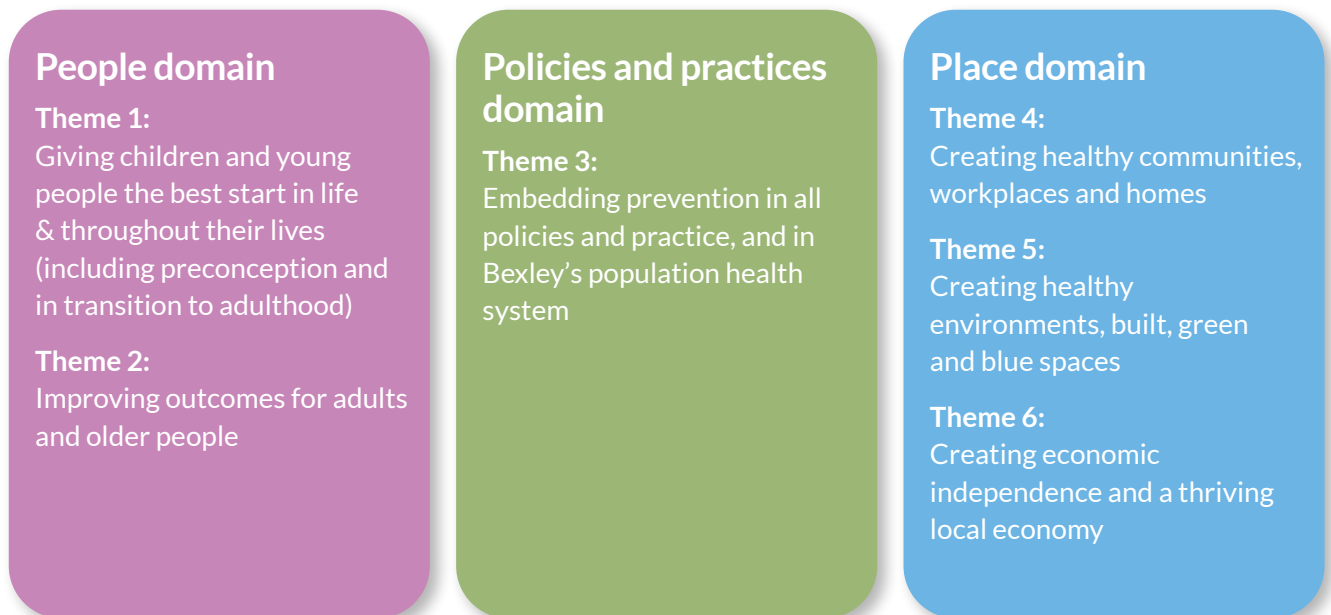 People domain
Theme 1:
Giving children and young
people the best start in life
& throughout their lives
(including preconception and
in transition to adulthood)
Theme 2:
Improving outcomes for adults
and older people
Policies and practices
domain
Theme 3:
Embedding prevention in all
policies and practice, and in
Bexley’s population health
system
Place domain
Theme 4:
Creating healthy communities,
workplaces and homes
Theme 5:
Creating healthy
environments, built, green
and blue spaces
Theme 6:
Creating economic
independence and a thriving
local economy